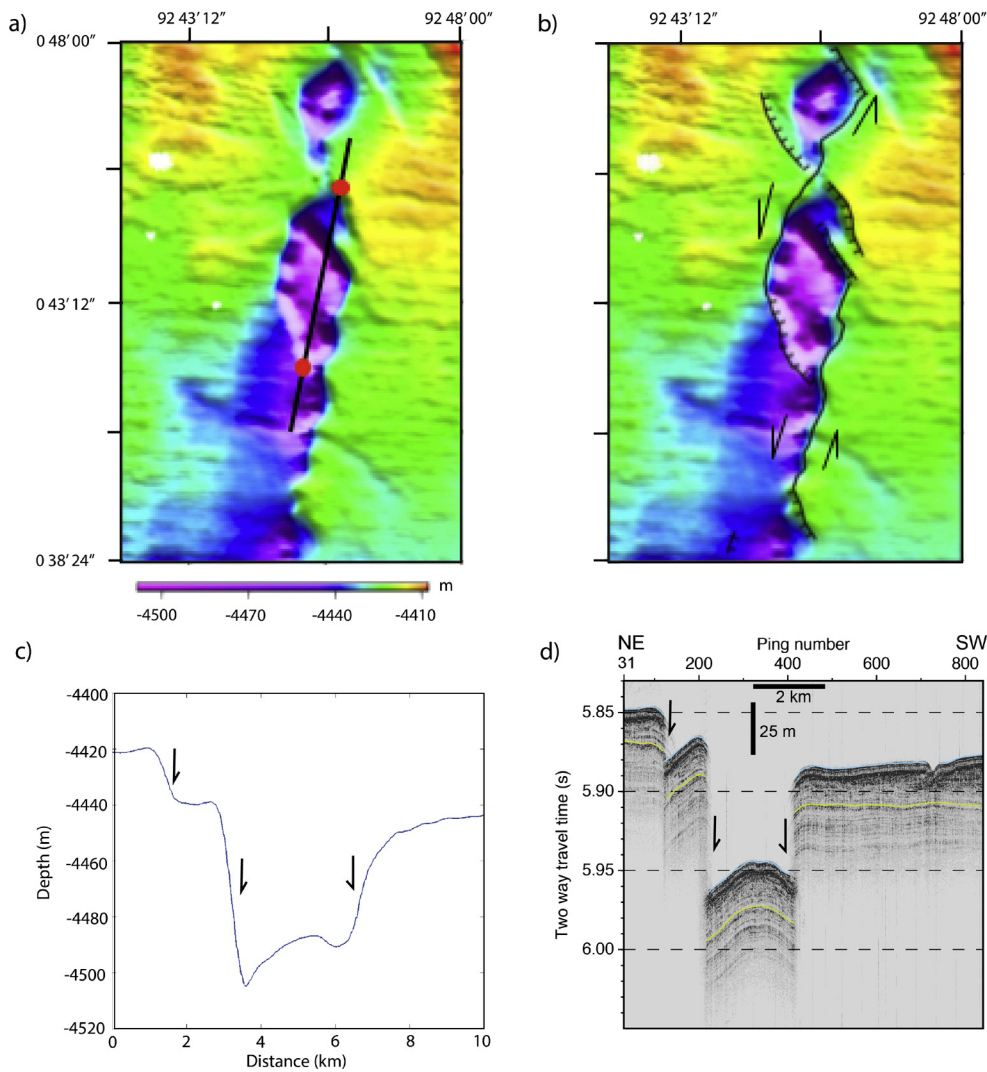 a)
92 43' 12"
92 48' 00"
0 48' 00"
0 43' 12"
0 38' 24"
m
-4500
-4470
-4440
-4410
b)
92 43' 12"
92 48' 00"
c)
-4400
-4420
-4440
-4460
-4480
-4500
-4520
Depth (m)
0
2
4
6
8
10
Distance (km)
d)
NE
Ping number
SW
31
200
400
600
800
2 km
25 m
5.85
5.90
5.95
6.00
Two way travel time (s)